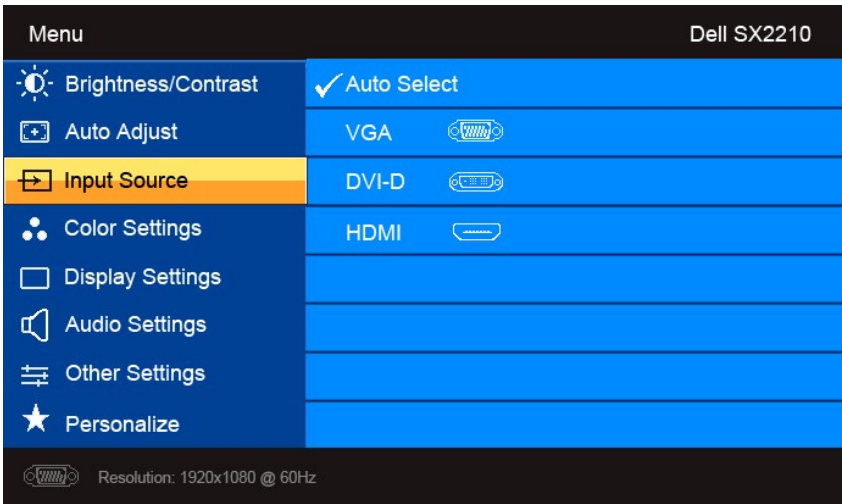 Menu Dell SX2210
Brightness/Contrast Auto Select
Auto Adjust VGA
Input Source DVI-D
Color Settings HDMI
Display Settings
Audio Settings
Other Settings
Personalize
Resolution: 1920x1080 @ 60Hz